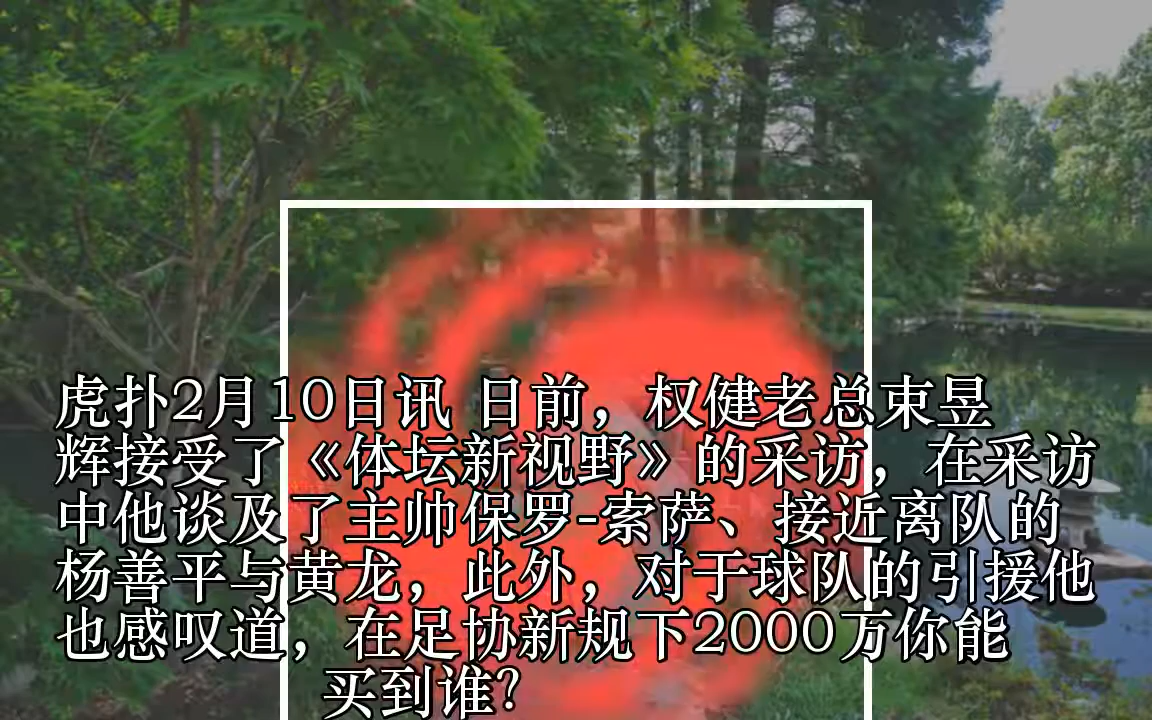 虎扑2月10日讯 日前，权健老总束昱
辉接受了《体坛新视野》的采访，在采访
中他谈及了主帅保罗-索萨、接近离队的
杨善平与黄龙，此外，对于球队的引援他
也感叹道，在足协新规下2000万你能
买到谁？